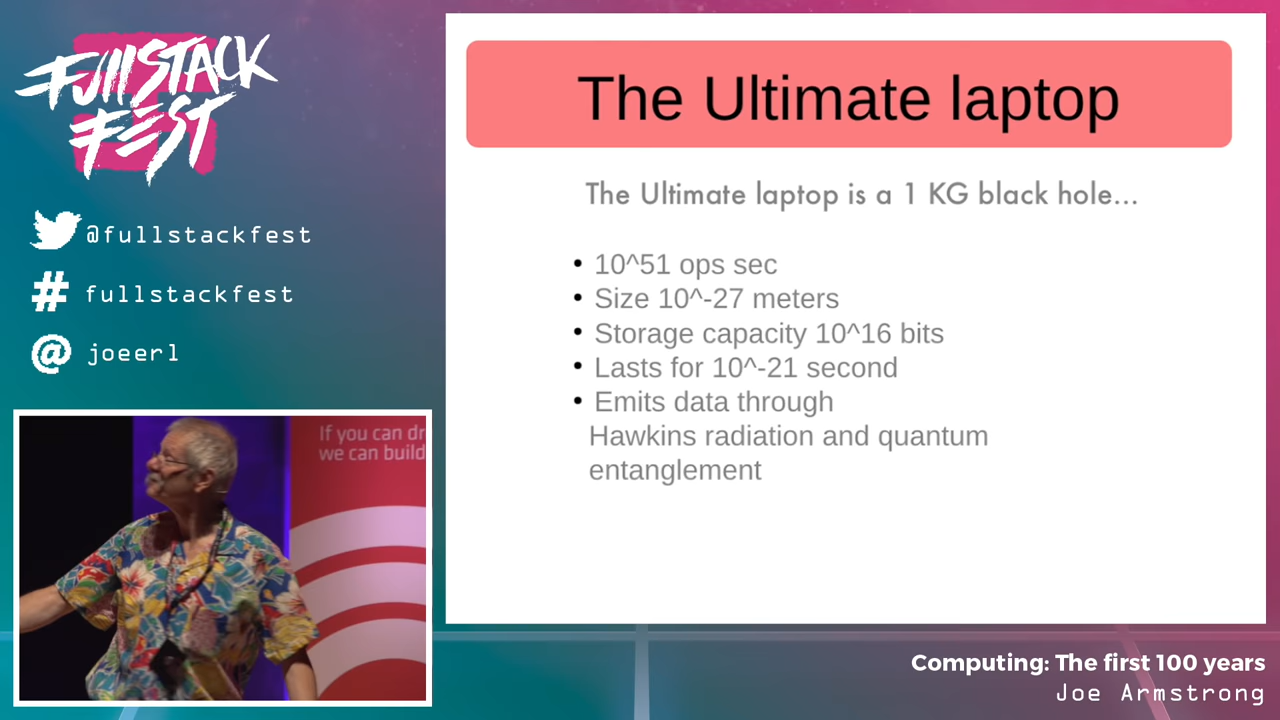 FullStack
Fest
@fullstackfest
# fullstackfest
@ joeerl
If you can dr
we can build
The Ultimate laptop
The Ultimate laptop is a 1 KG black hole...
• 10^51 ops sec
• Size 10^-27 meters
• Storage capacity 10^16 bits
• Lasts for 10^-21 second
• Emits data through
Hawkins radiation and quantum
entanglement
Computing: The first 100 years
Joe Armstrong